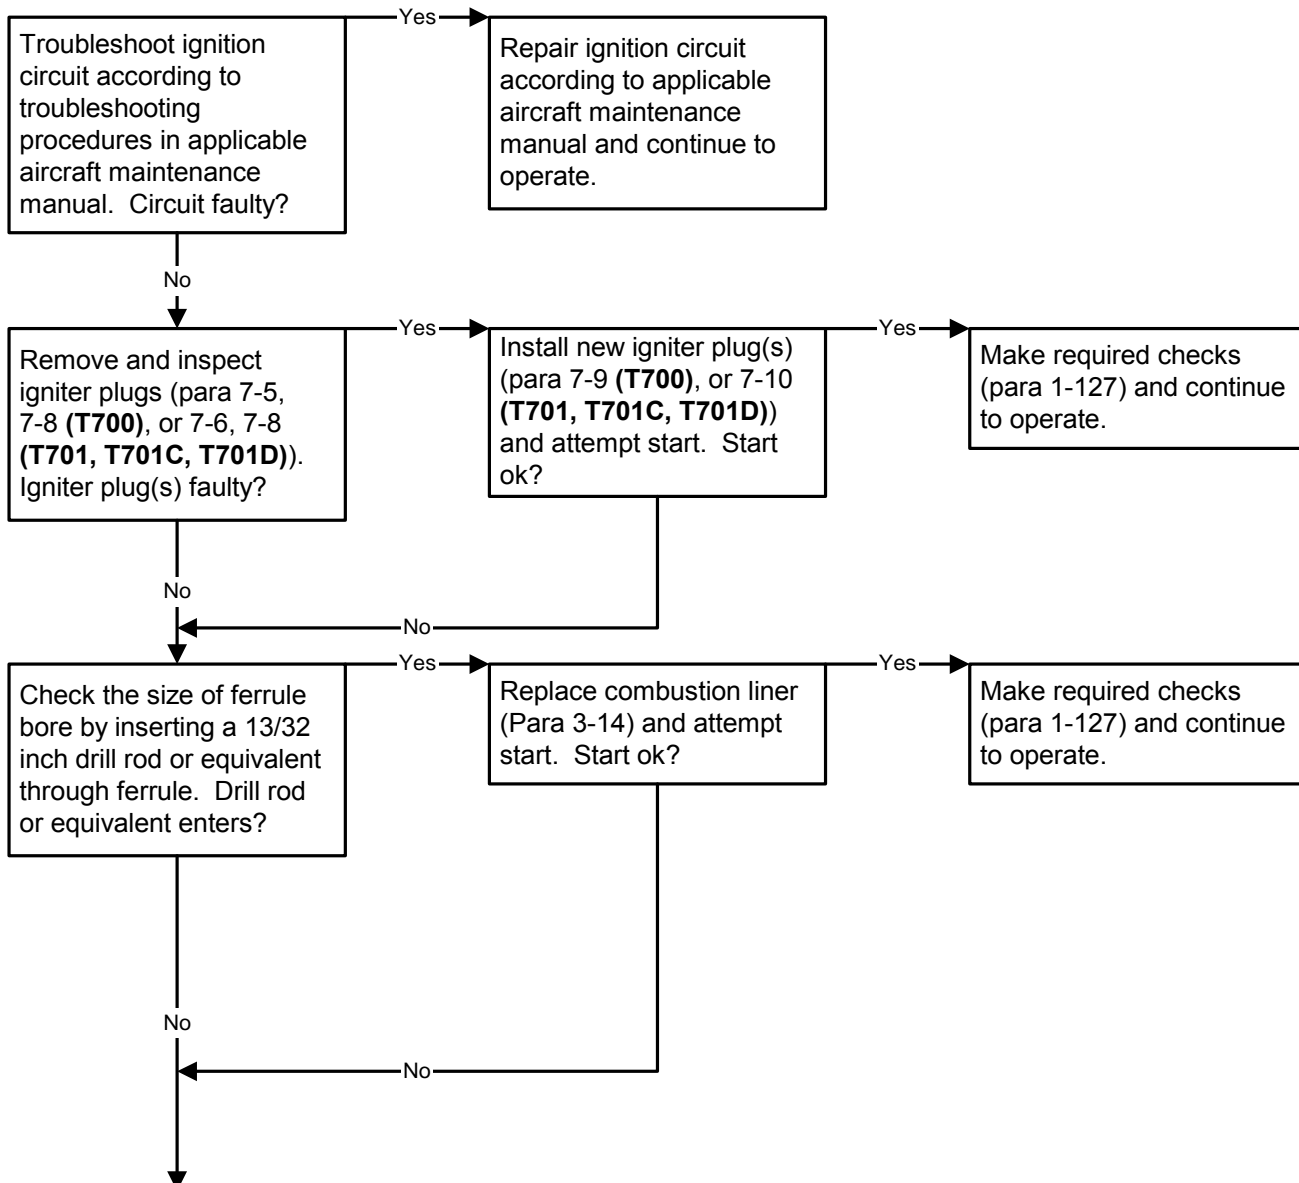 Yes
Troubleshoot ignition
circuit according to
troubleshooting
procedures in applicable
aircraft maintenance
manual.  Circuit faulty?
Repair ignition circuit
according to applicable
aircraft maintenance
manual and continue to
operate.
No
Yes
Yes
Remove and inspect
igniter plugs (para 7-5,
7-8 (T700), or 7-6, 7-8
(T701, T701C, T701D)).
Igniter plug(s) faulty?
Install new igniter plug(s)
(para 7-9 (T700), or 7-10
(T701, T701C, T701D))
and attempt start.  Start
ok?
Make required checks
(para 1-127) and continue
to operate.
No
No
Yes
Yes
Check the size of ferrule
bore by inserting a 13/32
inch drill rod or equivalent
through ferrule.  Drill rod
or equivalent enters?
Replace combustion liner
(Para 3-14) and attempt
start.  Start ok?
Make required checks
(para 1-127) and continue
to operate.
No
No